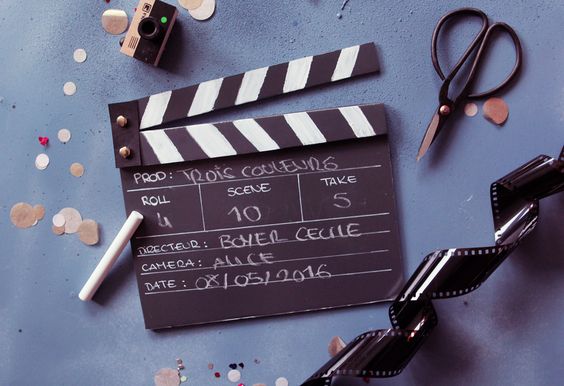 PROD: TROIS COULEURS
ROLL SCENE TAKE
4 10 5
DIRECTEUR: BOYER CECILE
CAMERA: ALICE
DATE: 08/05/2016